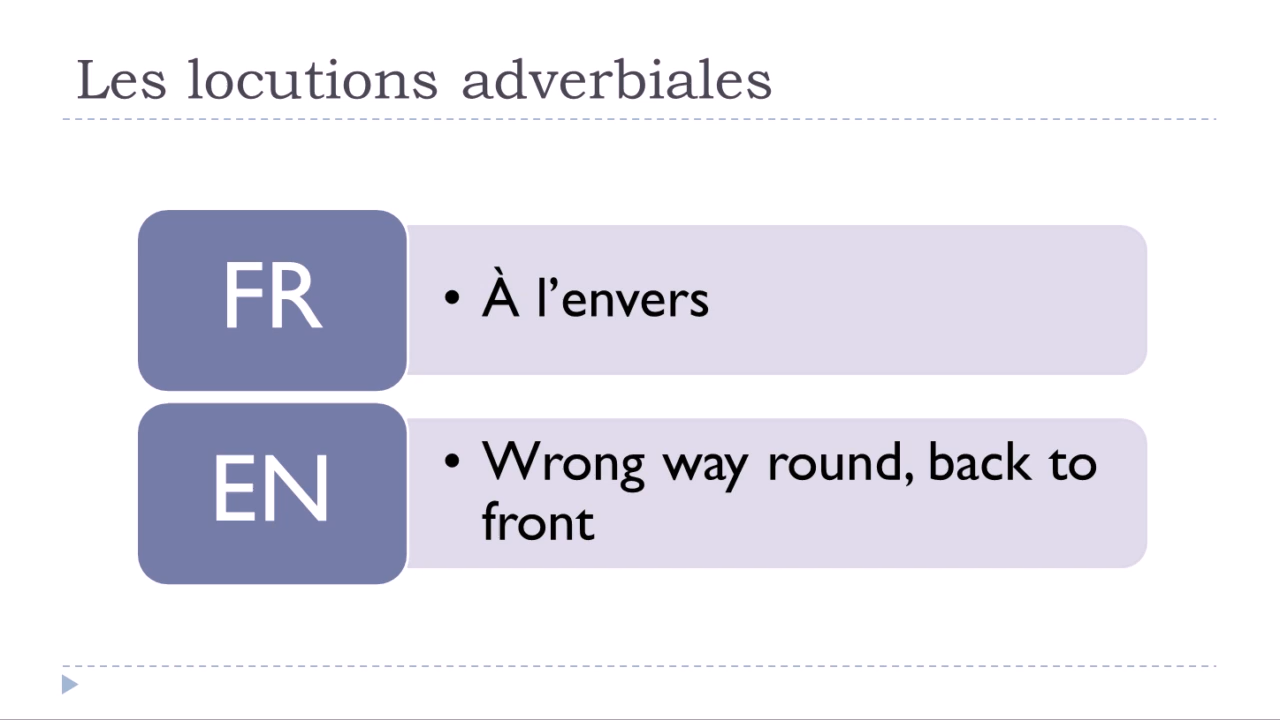 Les locutions adverbiales
FR
• À l’envers
EN
• Wrong way round, back to
front